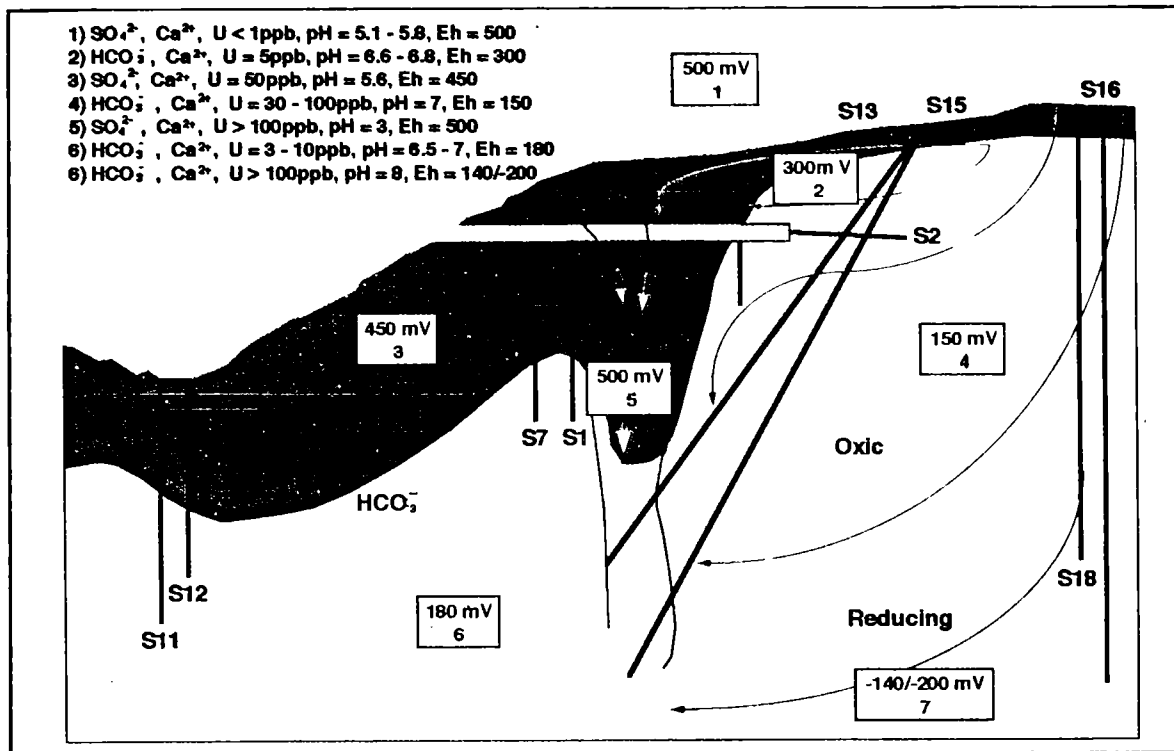 1) SO₄²⁻, Ca²⁺, U < 1ppb, pH = 5.1 - 5.8, Eh = 500
2) HCO₃⁻, Ca²⁺, U = 5ppb, pH = 6.6 - 6.8, Eh = 300
3) SO₄²⁻, Ca²⁺, U = 50ppb, pH = 5.6, Eh = 450
4) HCO₃⁻, Ca²⁺, U = 30 - 100ppb, pH = 7, Eh = 150
5) SO₄²⁻, Ca²⁺, U > 100ppb, pH = 3, Eh = 500
6) HCO₃⁻, Ca²⁺, U = 3 - 10ppb, pH = 6.5 - 7, Eh = 180
6) HCO₃⁻, Ca²⁺, U > 100ppb, pH = 8, Eh = 140/-200
500 mV
1
S13
S15
S16
300m V
2
S2
450 mV
3
150 mV
4
500 mV
5
S7
S1
Oxic
HCO₃⁻
S12
S11
S18
180 mV
6
Reducing
-140/-200 mV
7